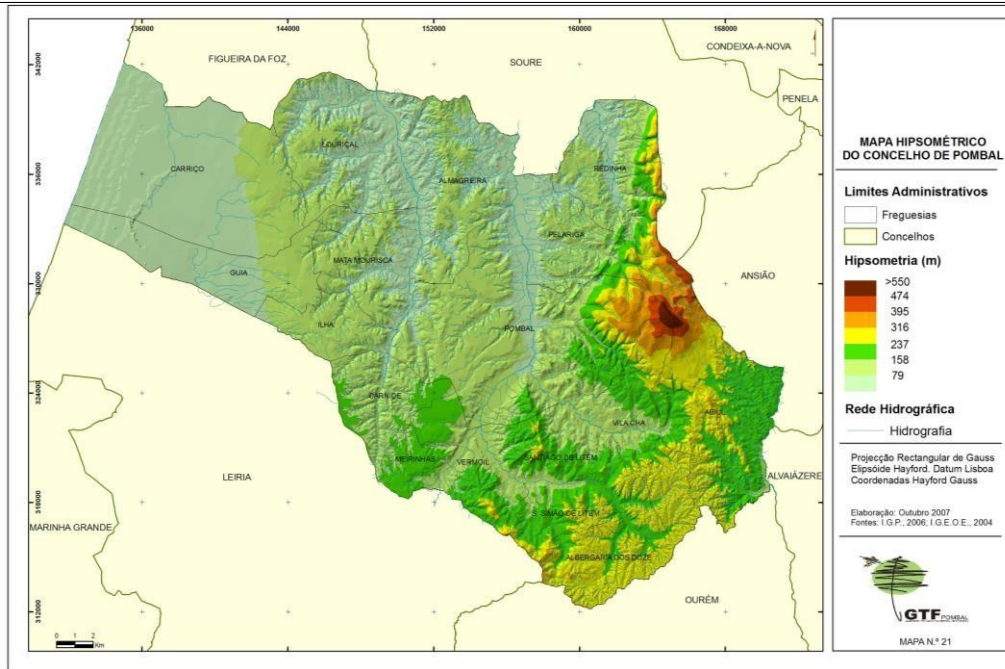 136000
144000
152000
160000
168000
342000
336000
330000
324000
318000
312000
FIGUEIRA DA FOZ
SOURE
CONDEIXA-A-NOVA
PENELA
ANSIÃO
ALVAIÁZERE
OURÉM
LEIRIA
MARINHA GRANDE
CARRIÇO
LOURIÇAL
ALMAGREIRA
REDINHA
PELARIGA
MATA MOURISCA
GUIA
ILHA
POMBAL
CARNIDE
ABIUL
VILA CHÃ
MEIRINHAS
VERMOIL
SANTIAGO DE LITÉM
S. SIMÃO DE LITÉM
ALBERGARIA DOS DOZE
0 1 2
Km
MAPA HIPSOMÉTRICO
DO CONCELHO DE POMBAL
Limites Administrativos
Freguesias
Concelhos
Hipsometria (m)
>550
474
395
316
237
158
79
Rede Hidrográfica
Hidrografia
Projecção Rectangular de Gauss
Elipsóide Hayford. Datum Lisboa
Coordenadas Hayford Gauss
Elaboração: Outubro 2007
Fontes: I.G.P., 2006; I.G.E.O.E., 2004
GTF POMBAL
MAPA N.º 21